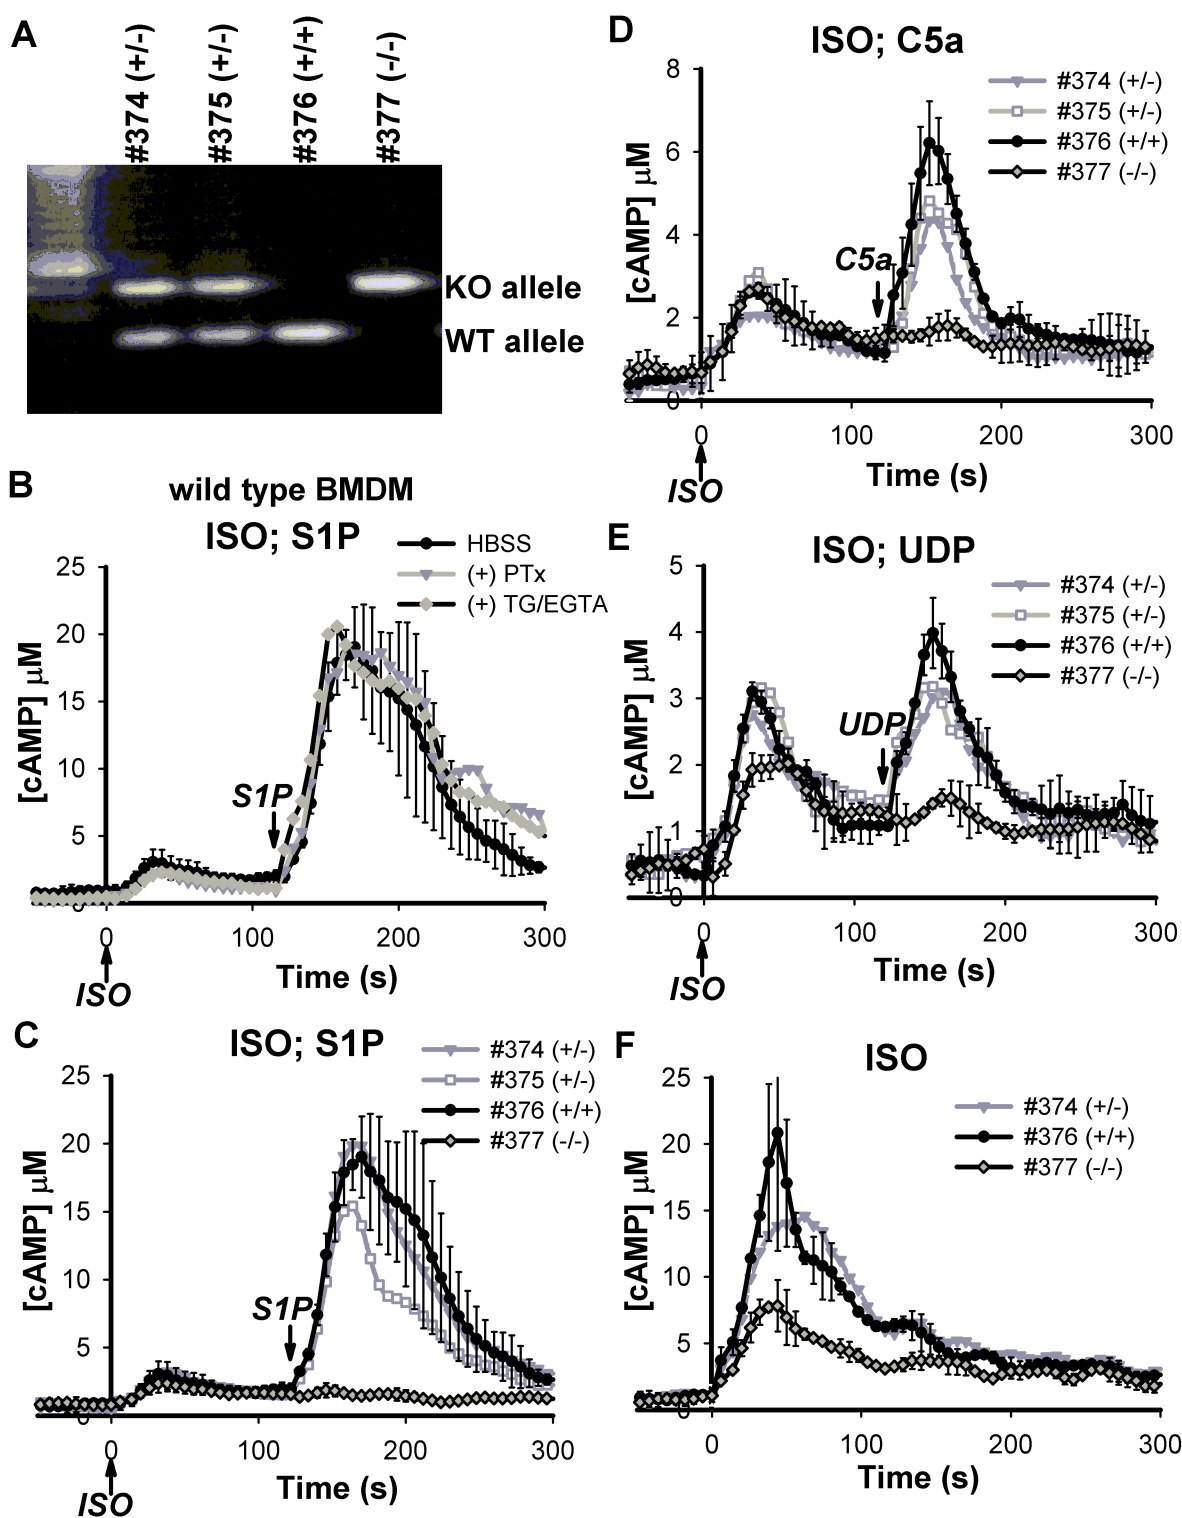 A
#374 (+/-)
#375 (+/-)
#376 (+/+)
#377 (-/-)
KO allele
WT allele
B
wild type BMDM
ISO; S1P
HBSS
(+) PTx
(+) TG/EGTA
25
20
15
10
5
0
[cAMP] µM
S1P
0
100
200
300
Time (s)
ISO
C
ISO; S1P
#374 (+/-)
#375 (+/-)
#376 (+/+)
#377 (-/-)
25
20
15
10
5
0
[cAMP] µM
S1P
0
100
200
300
Time (s)
ISO
D
ISO; C5a
#374 (+/-)
#375 (+/-)
#376 (+/+)
#377 (-/-)
8
6
4
2
0
[cAMP] µM
C5a
0
100
200
300
Time (s)
ISO
E
ISO; UDP
#374 (+/-)
#375 (+/-)
#376 (+/+)
#377 (-/-)
5
4
3
2
1
0
[cAMP] µM
UDP
0
100
200
300
Time (s)
ISO
F
ISO
#374 (+/-)
#376 (+/+)
#377 (-/-)
25
20
15
10
5
0
[cAMP] µM
0
100
200
300
Time (s)